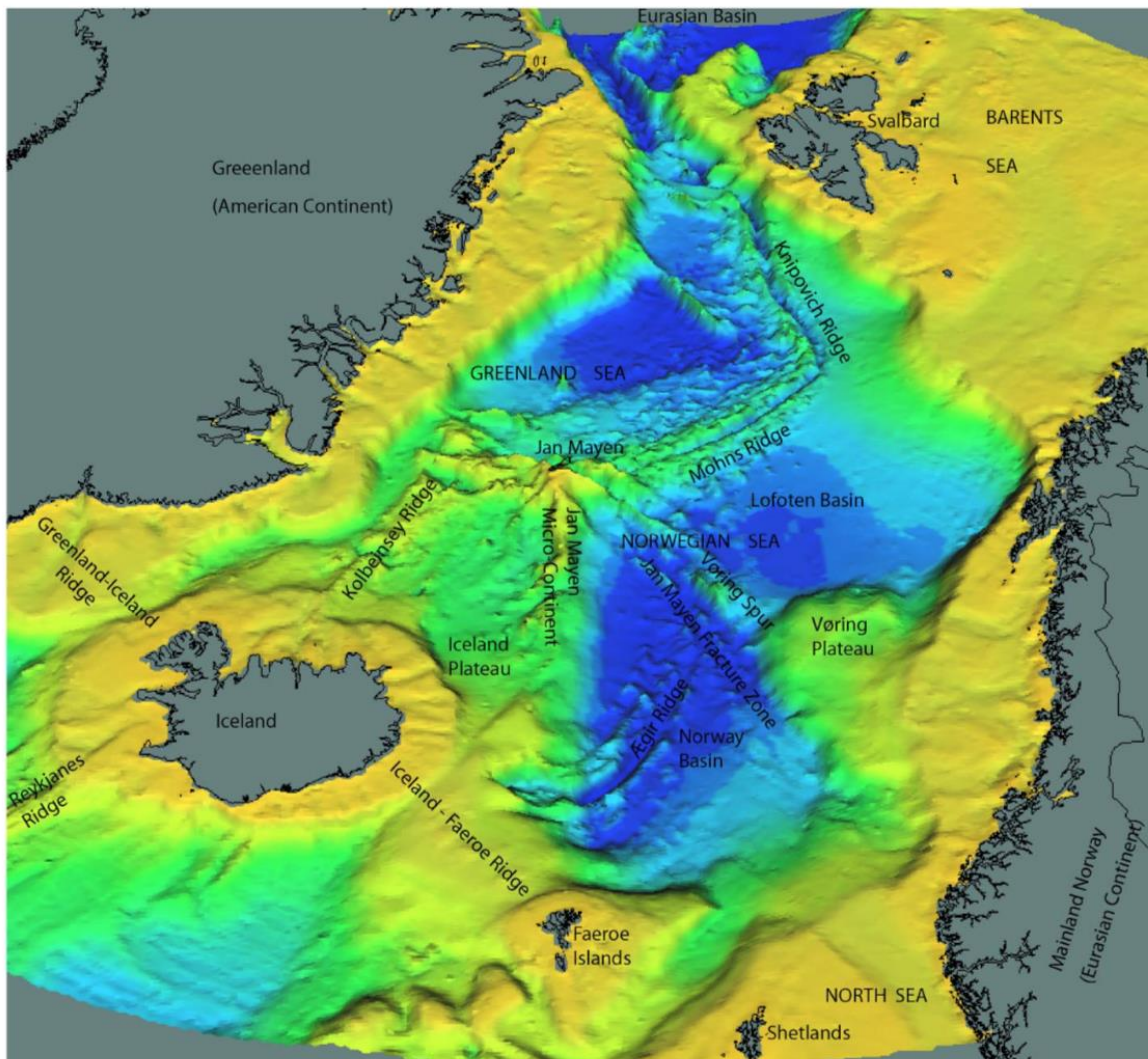 Eurasian Basin
Svalbard
BARENTS
SEA
Greeenland
(American Continent)
Knipovich Ridge
GREENLAND SEA
Jan Mayen
Mohns Ridge
Lofoten Basin
Kolbeinsey Ridge
Jan Mayen
Micro-Continent
NORWEGIAN SEA
Vøring Spur
Jan Mayen Fracture Zone
Greenland-Iceland
Ridge
Iceland
Plateau
Vøring
Plateau
Iceland
Ægir Ridge
Norway
Basin
Reykjanes
Ridge
Iceland - Faeroe Ridge
Mainland Norway
(Eurasian Continent)
Faeroe
Islands
NORTH SEA
Shetlands